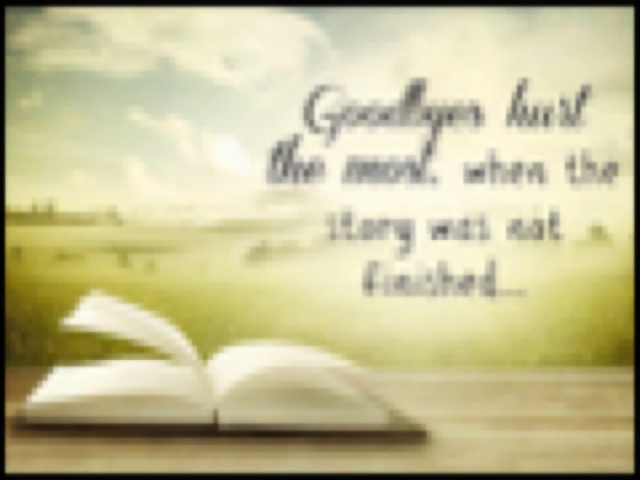 Goodbyes hurt
the most, when the
story was not
finished...